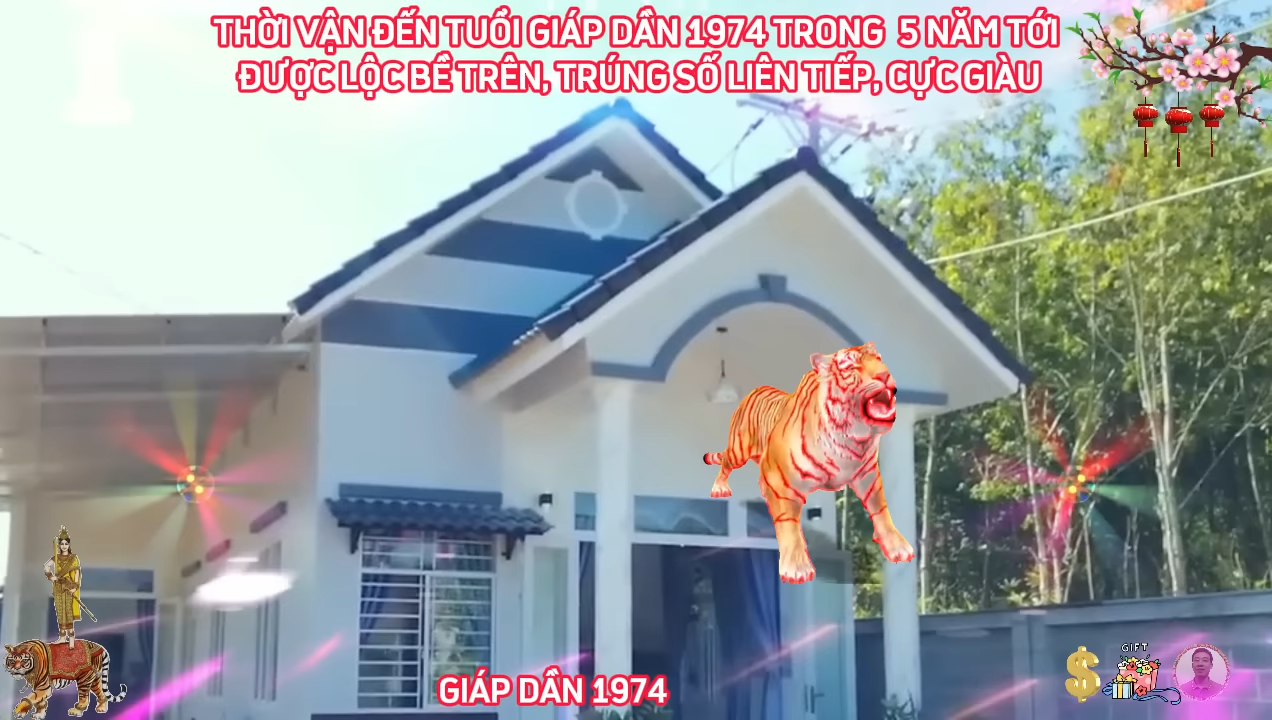 THỜI VẬN ĐẾN TUỔI GIÁP DẦN 1974 TRONG 5 NĂM TỚI
ĐƯỢC LỘC BỀ TRÊN, TRÚNG SỐ LIÊN TIẾP, CỰC GIÀU
GIFT
GIÁP DẦN 1974